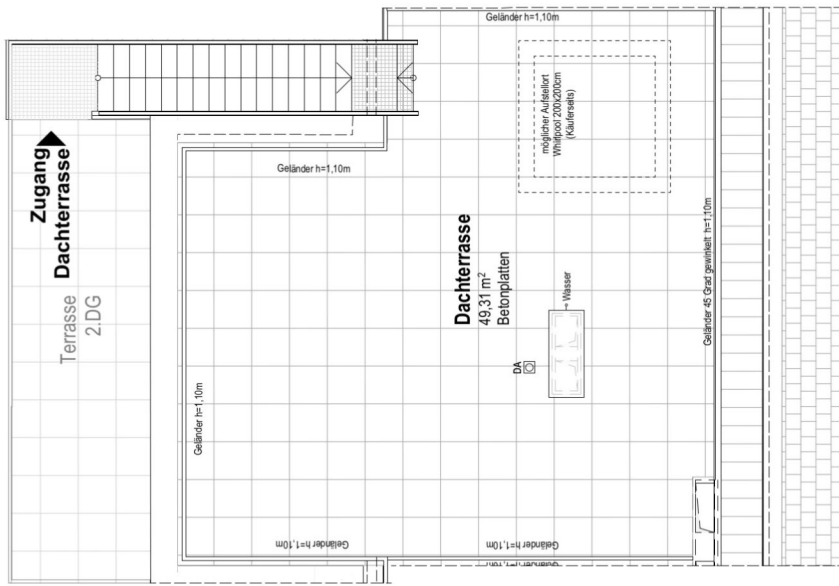 Geländer h=1,10m
möglicher Aufstellort
Whirlpool 200x200cm
(Käuferseits)
Zugang
Dachterrasse
Terrasse
2.DG
Geländer h=1,10m
Dachterrasse
49,31 m²
Betonplatten
Wasser
DA
Geländer 45 Grad gewinkelt h=1,10m
Geländer h=1,10m
Geländer h=1,10m
Geländer h=1,10m